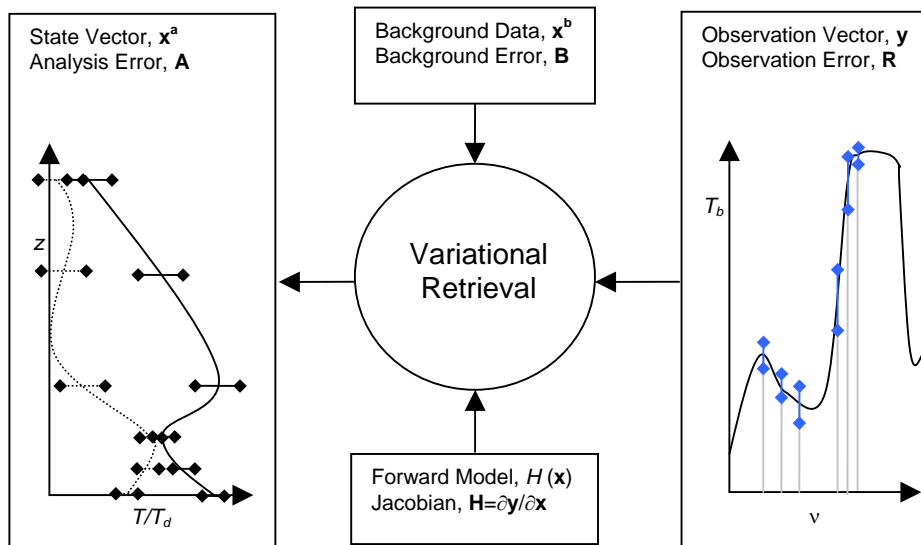 State Vector, xᵃ
Analysis Error, A
z
T/T_d
Background Data, xᵇ
Background Error, B
Variational
Retrieval
Forward Model, H (x)
Jacobian, H=∂y/∂x
Observation Vector, y
Observation Error, R
T_b
ν